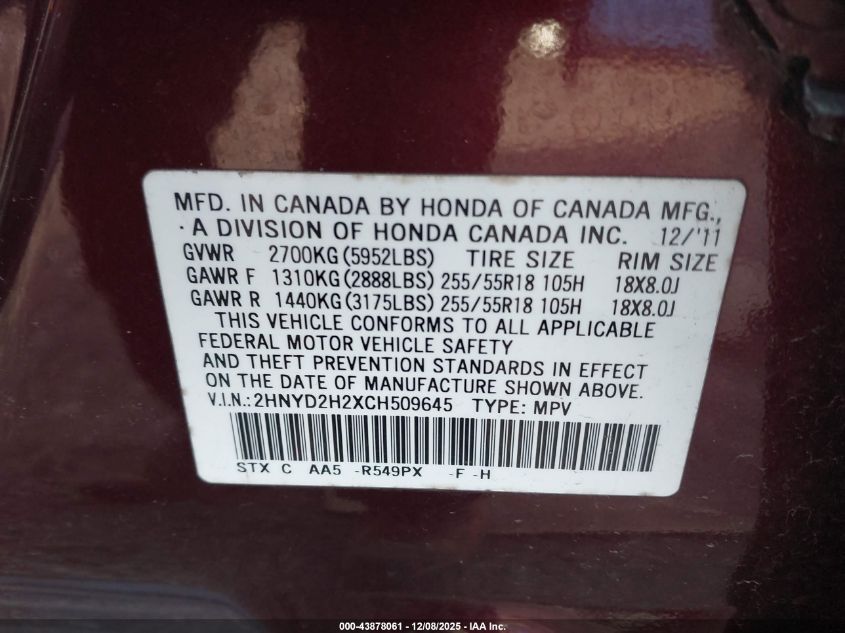 MFD. IN CANADA BY HONDA OF CANADA MFG.,
. A DIVISION OF HONDA CANADA INC. 12/'11
GVWR 2700KG (5952LBS) TIRE SIZE RIM SIZE
GAWR F 1310KG (2888LBS) 255/55R18 105H 18X8.0J
GAWR R 1440KG (3175LBS) 255/55R18 105H 18X8.0J
THIS VEHICLE CONFORMS TO ALL APPLICABLE
FEDERAL MOTOR VEHICLE SAFETY
AND THEFT PREVENTION STANDARDS IN EFFECT
ON THE DATE OF MANUFACTURE SHOWN ABOVE.
V.I.N.:2HNYD2H2XCH509645 TYPE: MPV
STX C AA5 -R549PX -F -H
000-43878061 - 12/08/2025 - IAA Inc.